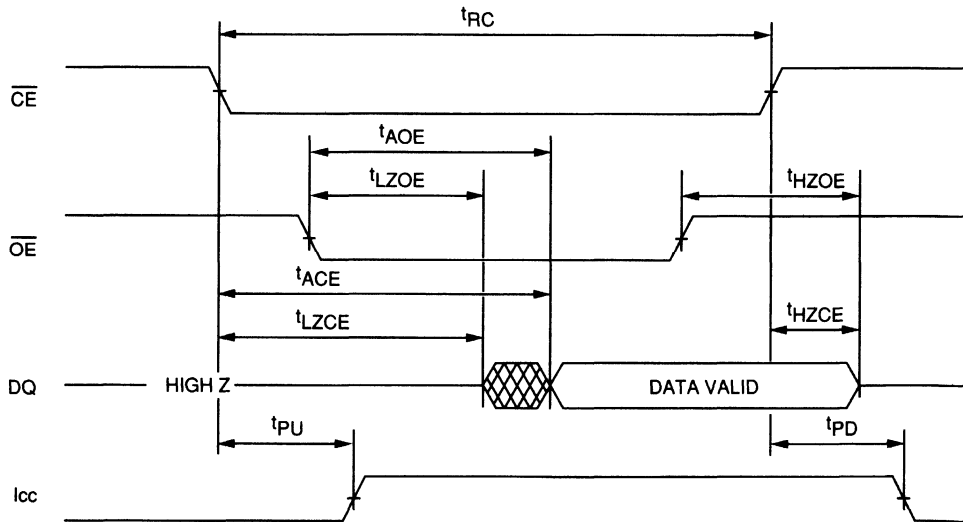 tRC
CE
tAOE
tLZOE
tHZOE
OE
tACE
tLZCE
tHZCE
DQ
HIGH Z
DATA VALID
tPU
tPD
Icc